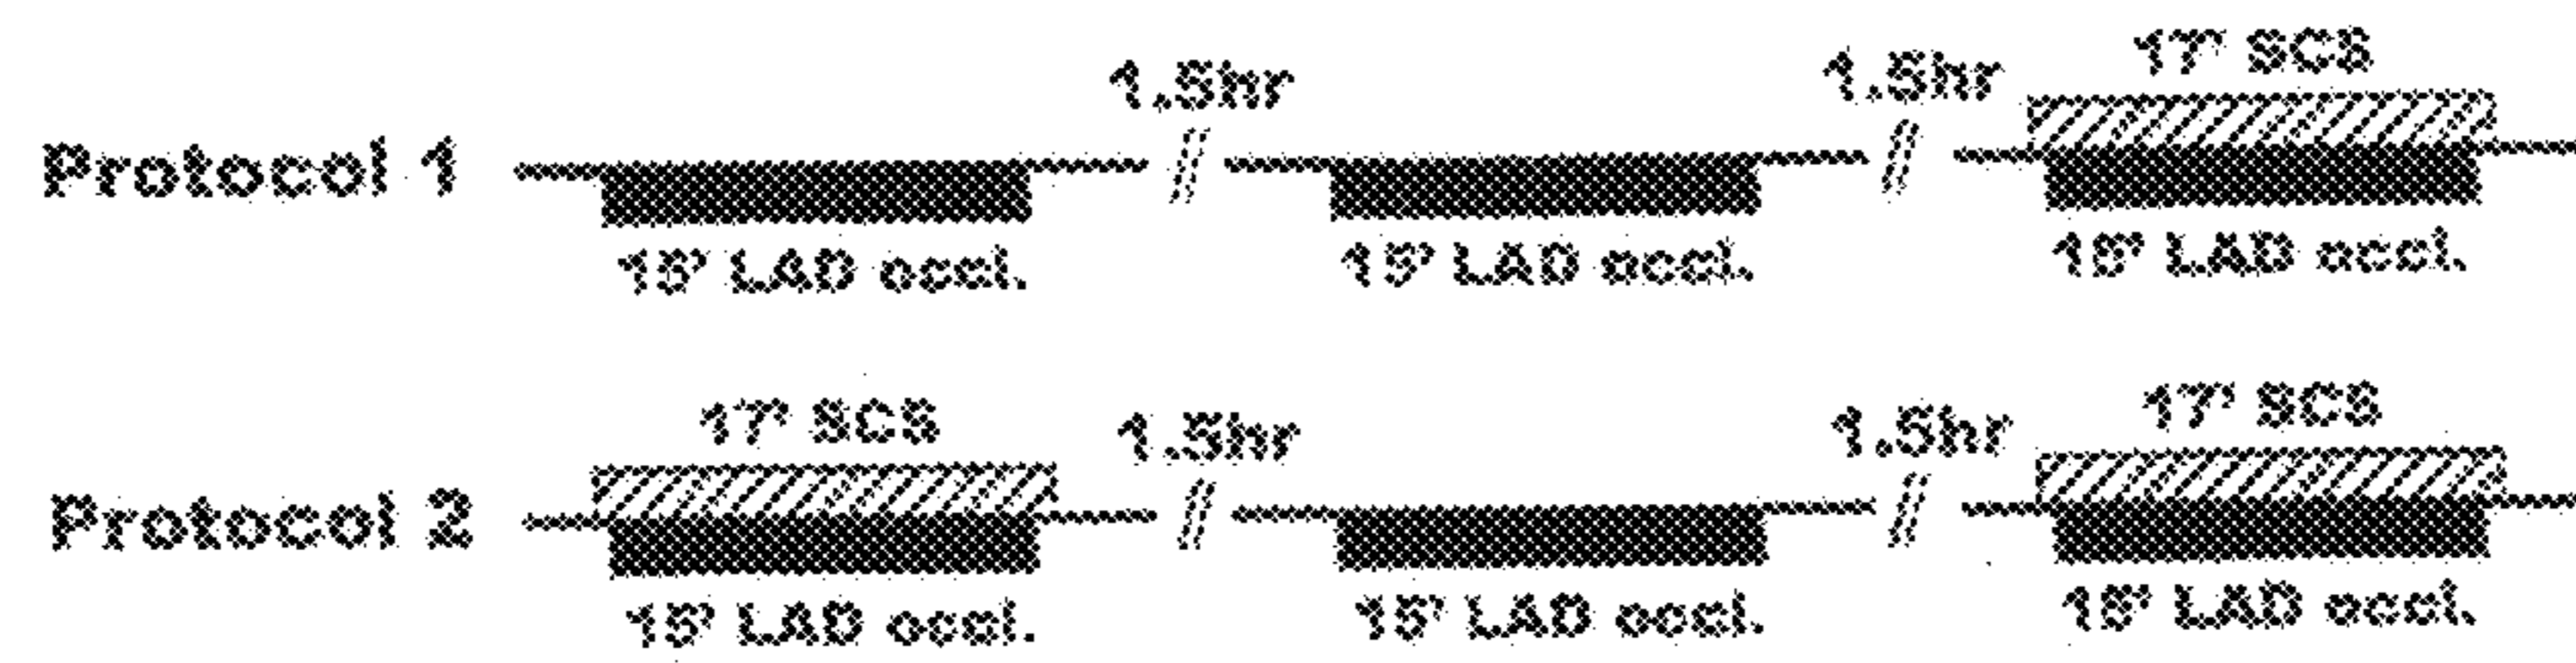 17' SCS
1.5hr 1.5hr
Protocol 1
15' LAD occl. 15' LAD occl. 15' LAD occl.
17' SCS 1.5hr 1.5hr 17' SCS
Protocol 2
15' LAD occl. 15' LAD occl. 15' LAD occl.